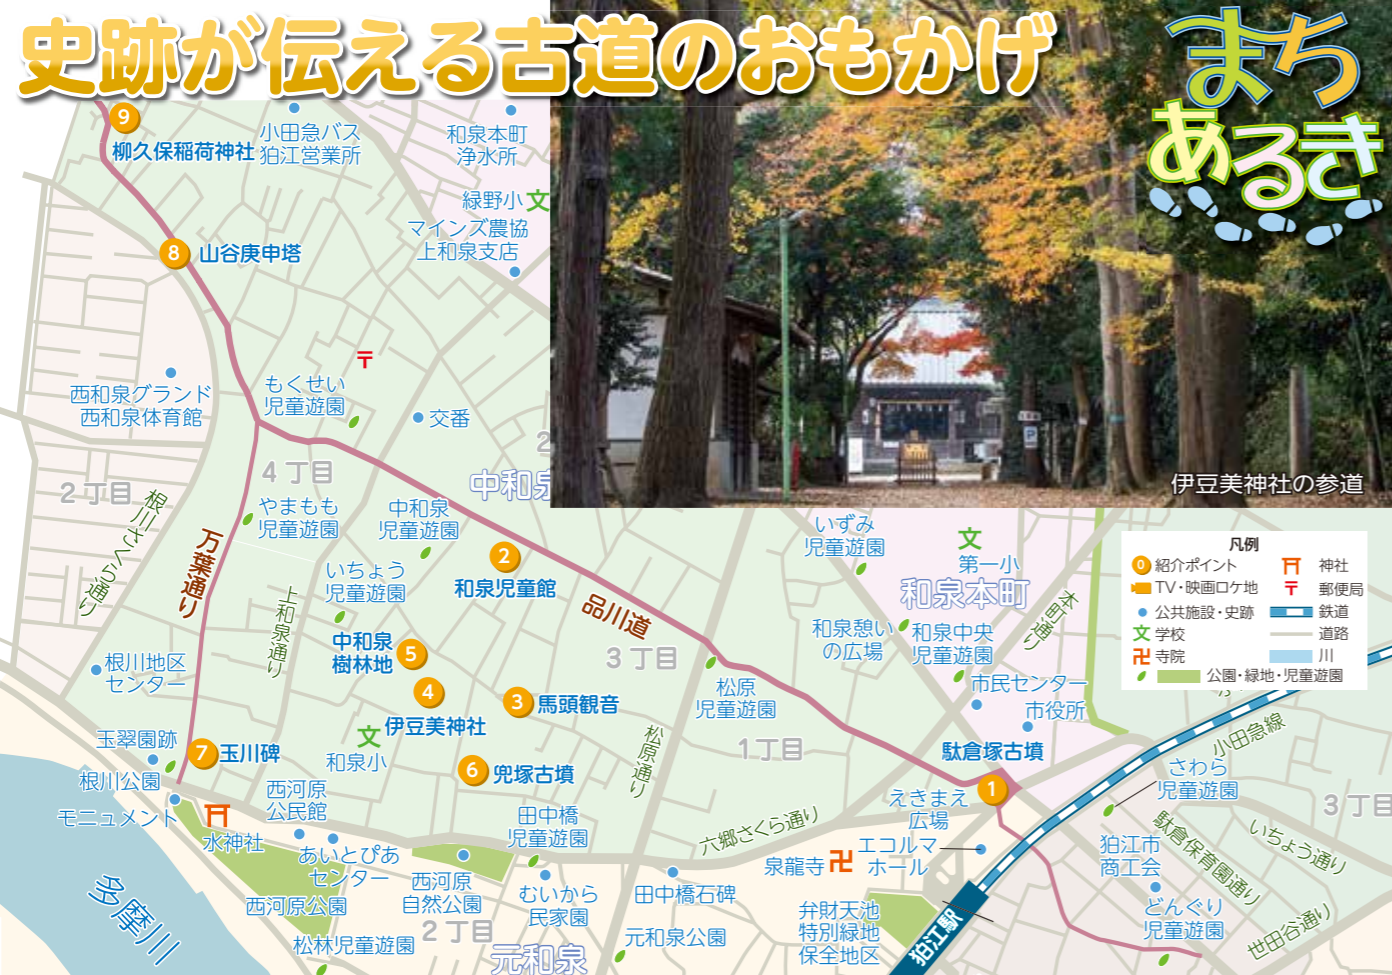 史跡が伝える古道のおもかげ
まち
あるき
伊豆美神社の参道
9
柳久保稲荷神社
小田急バス
狛江営業所
和泉本町
浄水所
緑野小
文
マインズ農協
上和泉支店
8
山谷庚申塔
〒
西和泉グランド
西和泉体育館
もくせい
児童遊園
交番
2
中和泉
4丁目
2丁目
根川さくら通り
万葉通り
やまもも
児童遊園
中和泉
児童遊園
いちょう
児童遊園
上和泉通り
2
和泉児童館
品川道
中和泉
樹林地
5
4
伊豆美神社
3
馬頭観音
3丁目
文
和泉小
6
兜塚古墳
松原通り
松原
児童遊園
1丁目
根川地区
センター
玉翠園跡
7
玉川碑
根川公園
モニュメント
水神社
西河原
公民館
あいとぴあ
センター
西河原公園
松林児童遊園
西河原
自然公園
田中橋
児童遊園
むいから
民家園
2丁目
元和泉
田中橋石碑
元和泉公園
多摩川
いずみ
児童遊園
文
第一小
和泉本町
本町通り
和泉憩い
の広場
和泉中央
児童遊園
市民センター
市役所
駄倉塚古墳
1
えきまえ
広場
六郷さくら通り
泉龍寺
卍
エコルマ
ホール
弁財天池
特別緑地
保全地区
狛江駅
小田急線
さわら
児童遊園
3丁目
狛江市
商工会
駄倉保育園通り
いちょう通り
どんぐり
児童遊園
世田谷通り
凡例
0
紹介ポイント
神社
TV・映画ロケ地
〒
郵便局
公共施設・史跡
鉄道
文
学校
道路
卍
寺院
川
公園・緑地・児童遊園